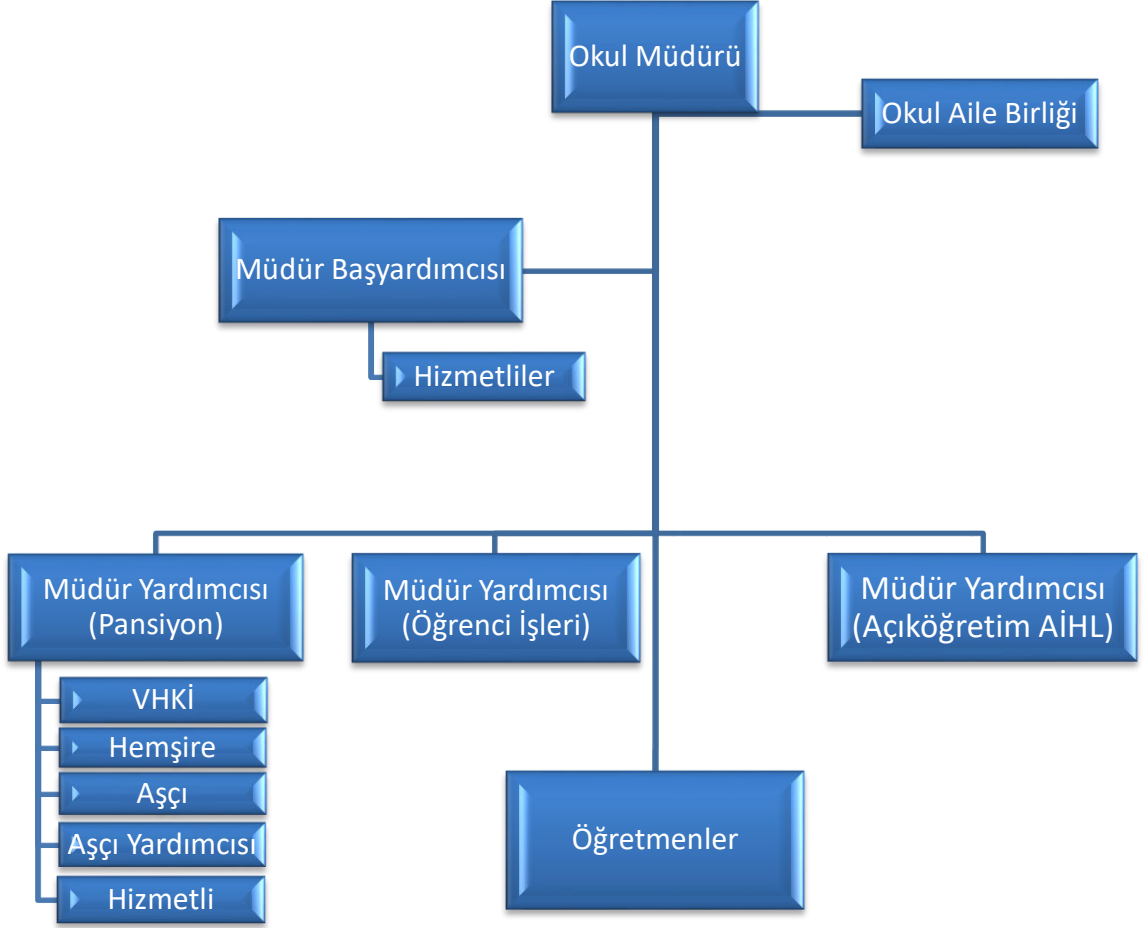 Okul Müdürü
Okul Aile Birliği
Müdür Başyardımcısı
Hizmetliler
Müdür Yardımcısı
(Pansiyon)
Müdür Yardımcısı
(Öğrenci İşleri)
Müdür Yardımcısı
(Açıköğretim AİHL)
VHKİ
Hemşire
Aşçı
Aşçı Yardımcısı
Hizmetli
Öğretmenler